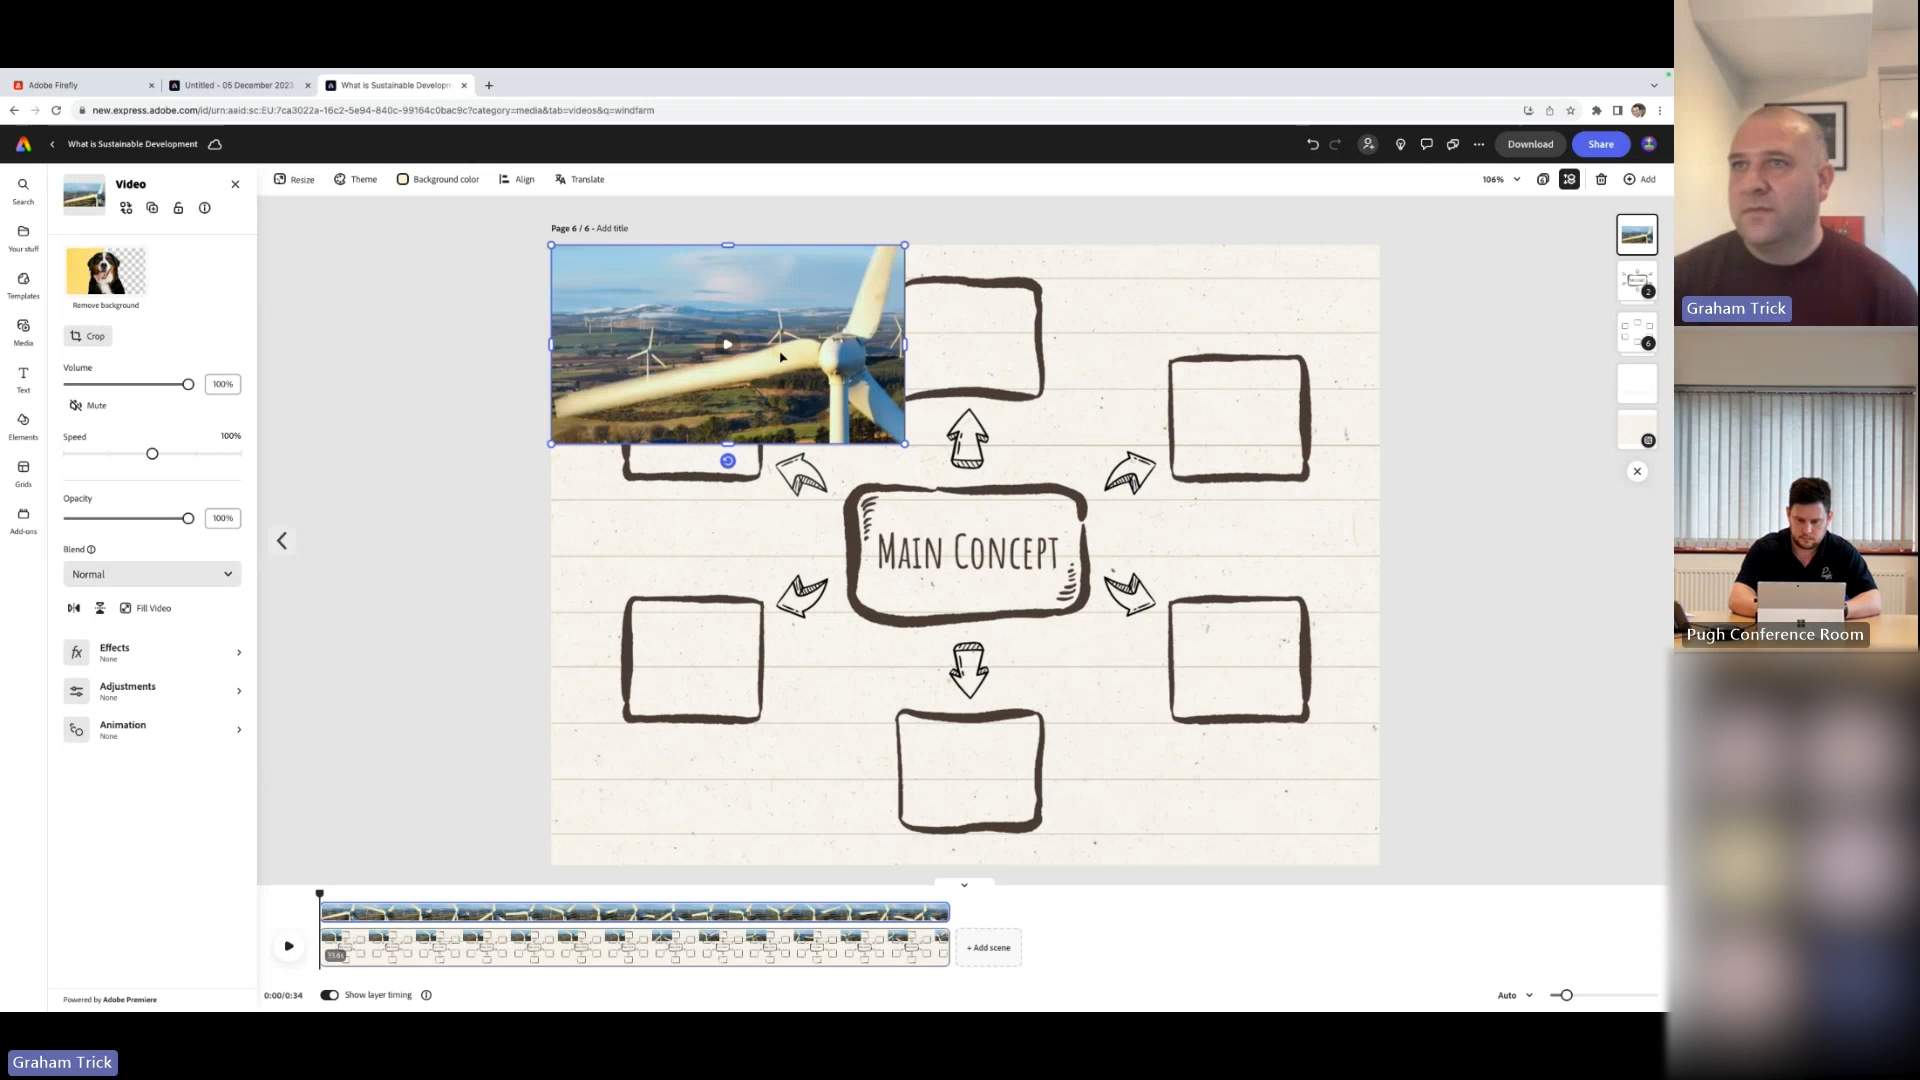 Adobe Firefly
Untitled - 05 December 2023
What is Sustainable Developm
new.express.adobe.com/id/urn:aaid:sc:EU:7ca3022a-16c2-5e94-840c-99164c0bac9c?category=media&tab=videos&q=windfarm
What is Sustainable Development
Download
Share
Search
Your stuff
Templates
Media
Text
Elements
Grids
Add-ons
Video
Remove background
Crop
Volume
100%
Mute
Speed
100%
Opacity
100%
Blend
Normal
Fill Video
Effects
None
Adjustments
None
Animation
None
Powered by Adobe Premiere
Resize
Theme
Background color
Align
Translate
106%
Add
Page 6 / 6 - Add title
MAIN CONCEPT
2
6
33.6s
+ Add scene
0:00/0:34
Show layer timing
Auto
Graham Trick
Pugh Conference Room
Graham Trick